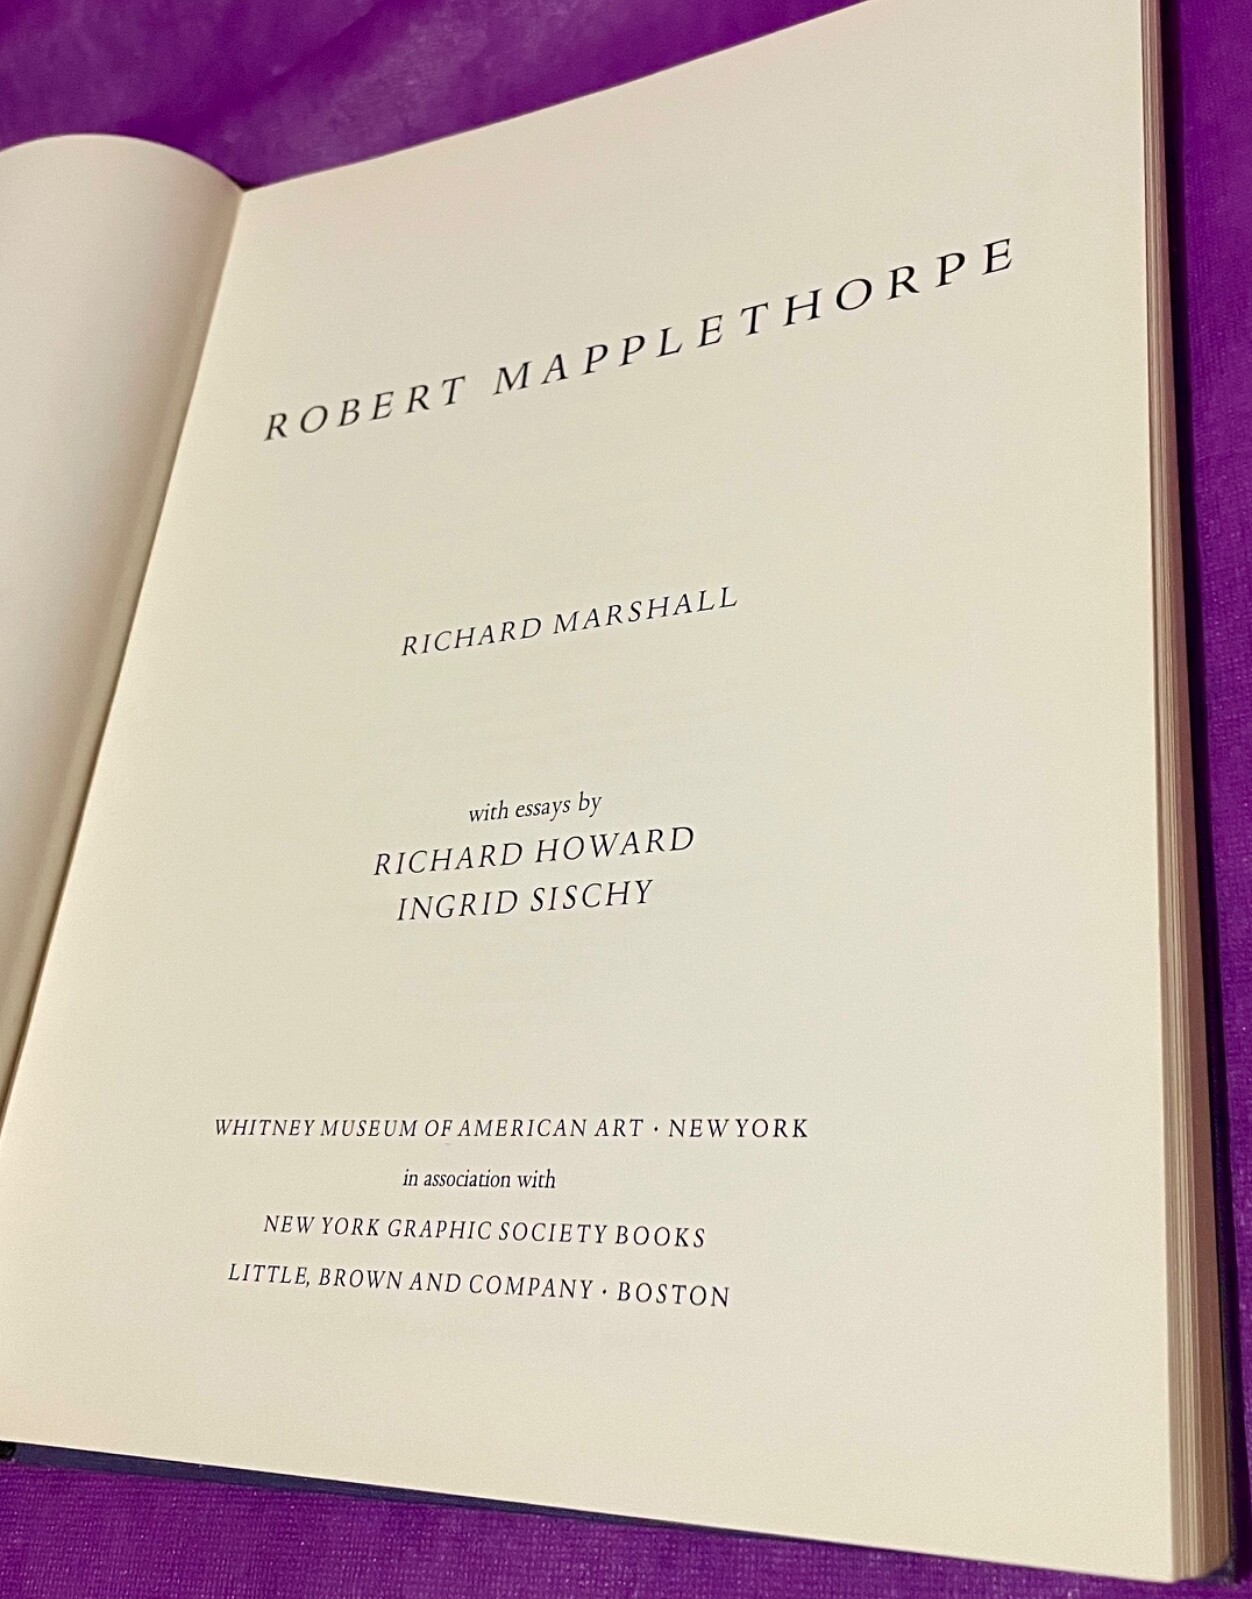 ROBERT MAPPLETHORPE
RICHARD MARSHALL
with essays by
RICHARD HOWARD
INGRID SISCHY
WHITNEY MUSEUM OF AMERICAN ART · NEW YORK
in association with
NEW YORK GRAPHIC SOCIETY BOOKS
LITTLE, BROWN AND COMPANY · BOSTON